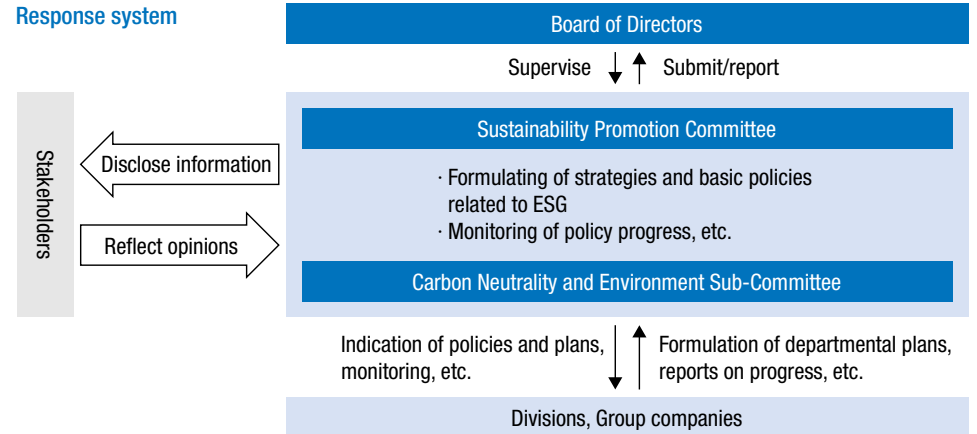 Response system
Board of Directors
Supervise
Submit/report
Stakeholders
Disclose information
Reflect opinions
Sustainability Promotion Committee
· Formulating of strategies and basic policies
related to ESG
· Monitoring of policy progress, etc.
Carbon Neutrality and Environment Sub-Committee
Indication of policies and plans,
monitoring, etc.
Formulation of departmental plans,
reports on progress, etc.
Divisions, Group companies